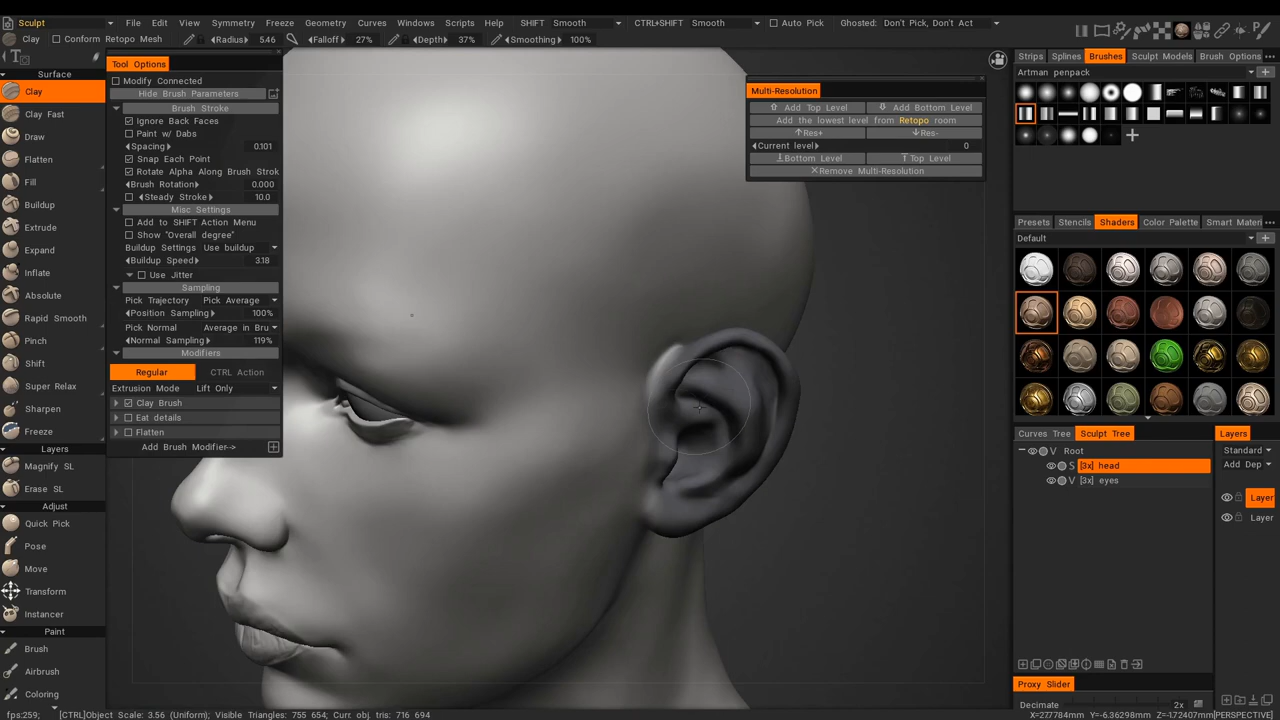 Sculpt File Edit View Symmetry Freeze Geometry Curves Windows Scripts Help SHIFT Smooth CTRL+SHIFT Smooth Auto Pick Ghosted: Don't Pick, Don't Act
Clay Conform Retopo Mesh Radius 5.46 Falloff 27% Depth 37% Smoothing 100%
Surface
Clay
Clay Fast
Draw
Flatten
Fill
Buildup
Extrude
Expand
Inflate
Absolute
Rapid Smooth
Pinch
Shift
Super Relax
Sharpen
Freeze
Layers
Magnify SL
Erase SL
Adjust
Quick Pick
Pose
Move
Transform
Instancer
Paint
Brush
Airbrush
Coloring
Tool Options
Modify Connected
Hide Brush Parameters
Brush Stroke
Ignore Back Faces
Paint w/ Dabs
Spacing 0.101
Snap Each Point
Rotate Alpha Along Brush Strok
Brush Rotation 0.000
Steady Stroke 10.0
Misc Settings
Add to SHIFT Action Menu
Show "Overall degree"
Buildup Settings Use buildup
Buildup Speed 3.18
Use Jitter
Sampling
Pick Trajectory Pick Average
Position Sampling 100%
Pick Normal Average in Bru
Normal Sampling 119%
Modifiers
Regular CTRL Action
Extrusion Mode Lift Only
Clay Brush
Eat details
Flatten
Add Brush Modifier->
Multi-Resolution
Add Top Level Add Bottom Level
Add the lowest level from Retopo room
Res+ Res-
Current level 0
Bottom Level Top Level
Remove Multi-Resolution
Strips Splines Brushes Sculpt Models Brush Options
Artman penpack
Presets Stencils Shaders Color Palette Smart Materi
Default
Curves Tree Sculpt Tree
V Root
S [3x] head
V [3x] eyes
Layers
Standard
Add Dep
Layer
Layer
Proxy Slider
Decimate 2x
fps:259; [CTRL]Object Scale: 3.56 (Uniform); Visible Triangles: 755 654; Curr. obj. tris: 716 694
X=277784mm Y=-6.36298mm Z=-1.72407mm [PERSPECTIVE]